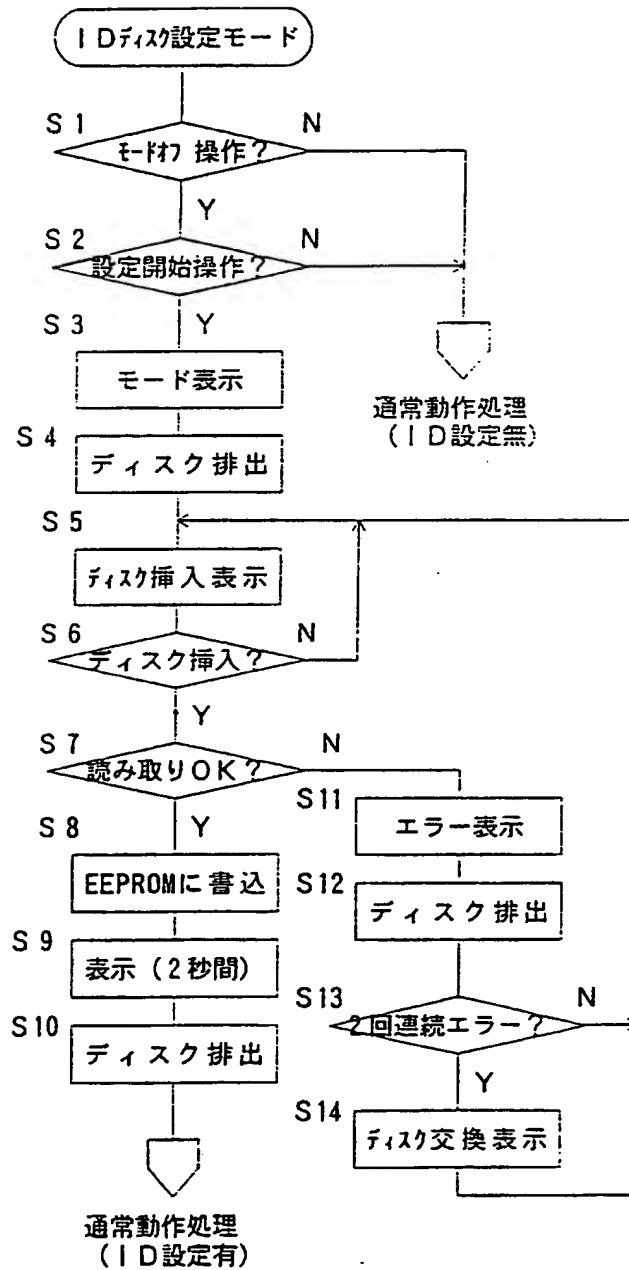 IDディスク設定モード
S1
N
モードオフ 操作?
Y
S2
N
設定開始操作?
S3
Y
モード表示
通常動作処理
(ID設定無)
S4
ディスク排出
S5
ディスク挿入表示
S6
N
ディスク挿入?
Y
S7
N
読み取りOK?
S8
Y
EEPROMに書込
S9
表示(2秒間)
S10
ディスク排出
通常動作処理
(ID設定有)
S11
エラー表示
S12
ディスク排出
S13
N
2回連続エラー?
Y
S14
ディスク交換表示